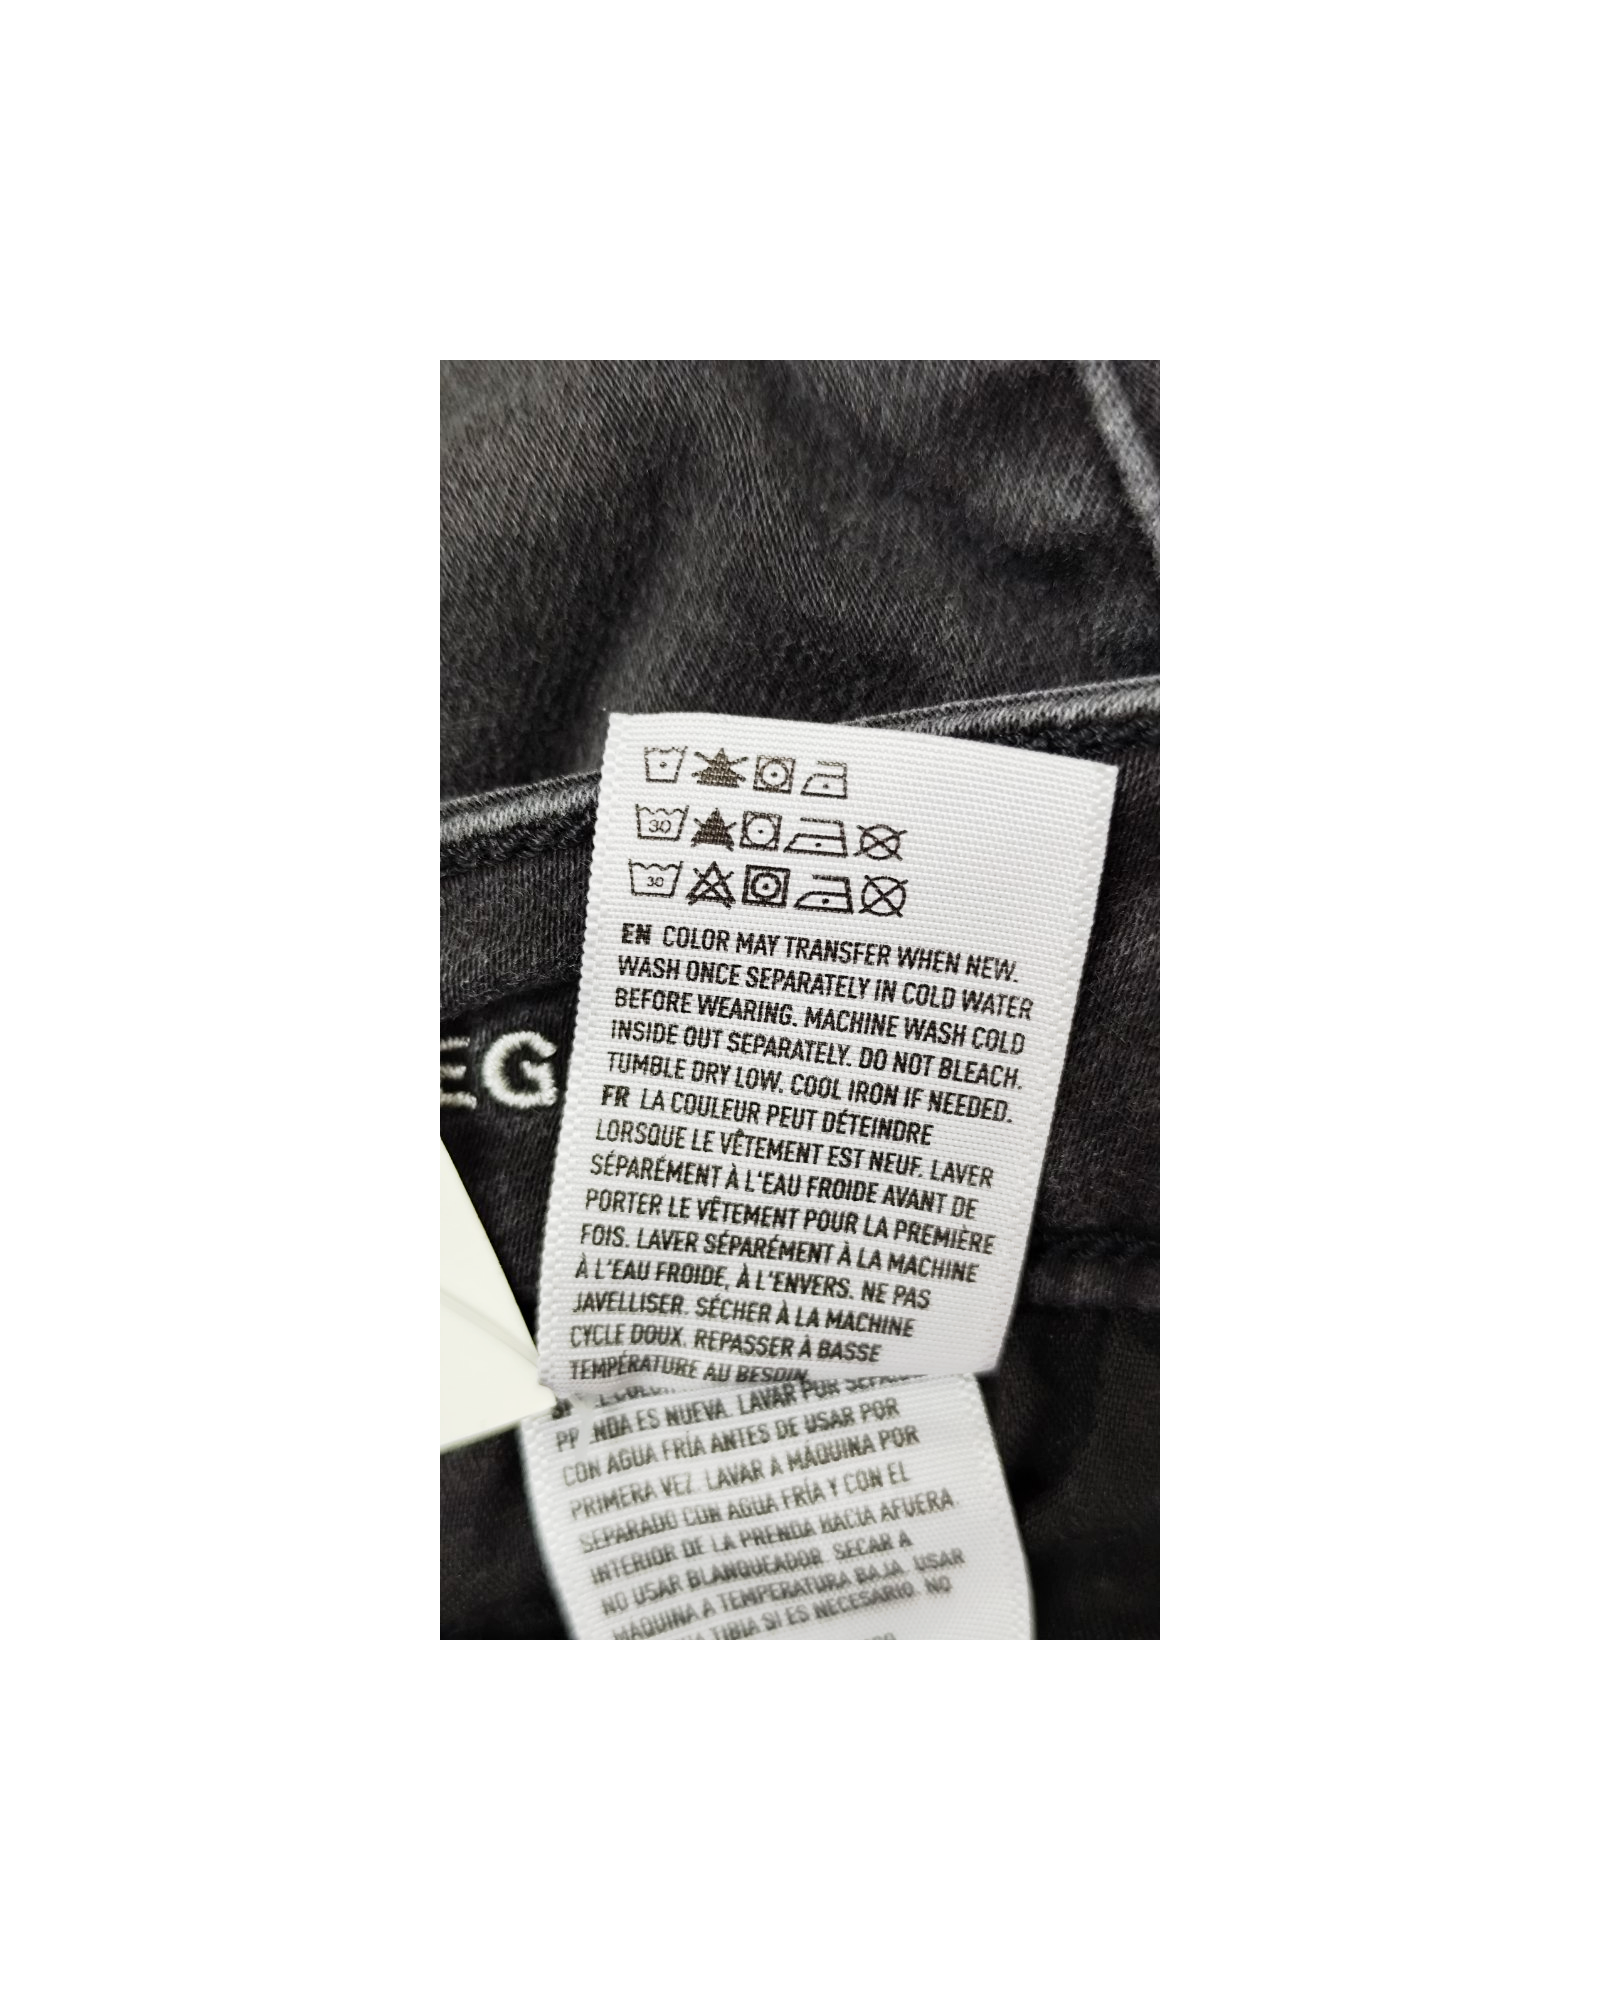 30
30
EN COLOR MAY TRANSFER WHEN NEW.
WASH ONCE SEPARATELY IN COLD WATER
BEFORE WEARING. MACHINE WASH COLD
INSIDE OUT SEPARATELY. DO NOT BLEACH.
TUMBLE DRY LOW. COOL IRON IF NEEDED.
FR LA COULEUR PEUT DÉTEINDRE
LORSQUE LE VÊTEMENT EST NEUF. LAVER
SÉPARÉMENT À L'EAU FROIDE AVANT DE
PORTER LE VÊTEMENT POUR LA PREMIÈRE
FOIS. LAVER SÉPARÉMENT À LA MACHINE
À L'EAU FROIDE, À L'ENVERS. NE PAS
JAVELLISER. SÉCHER À LA MACHINE
CYCLE DOUX. REPASSER À BASSE
TEMPÉRATURE AU BESOIN.
EG
LAVAR POR
ES NUEVA. LAVAR POR
CON AGUA FRÍA ANTES DE USAR POR
PRIMERA VEZ. LAVAR A MÁQUINA POR
SEPARADO CON AGUA FRÍA Y CON EL
INTERIOR DE LA PRENDA HACIA AFUERA.
NO USAR BLANQUEADOR. SECAR A
MÁQUINA A TEMPERATURA BAJA. USAR
TIBIA SI ES NECESARIO. NO